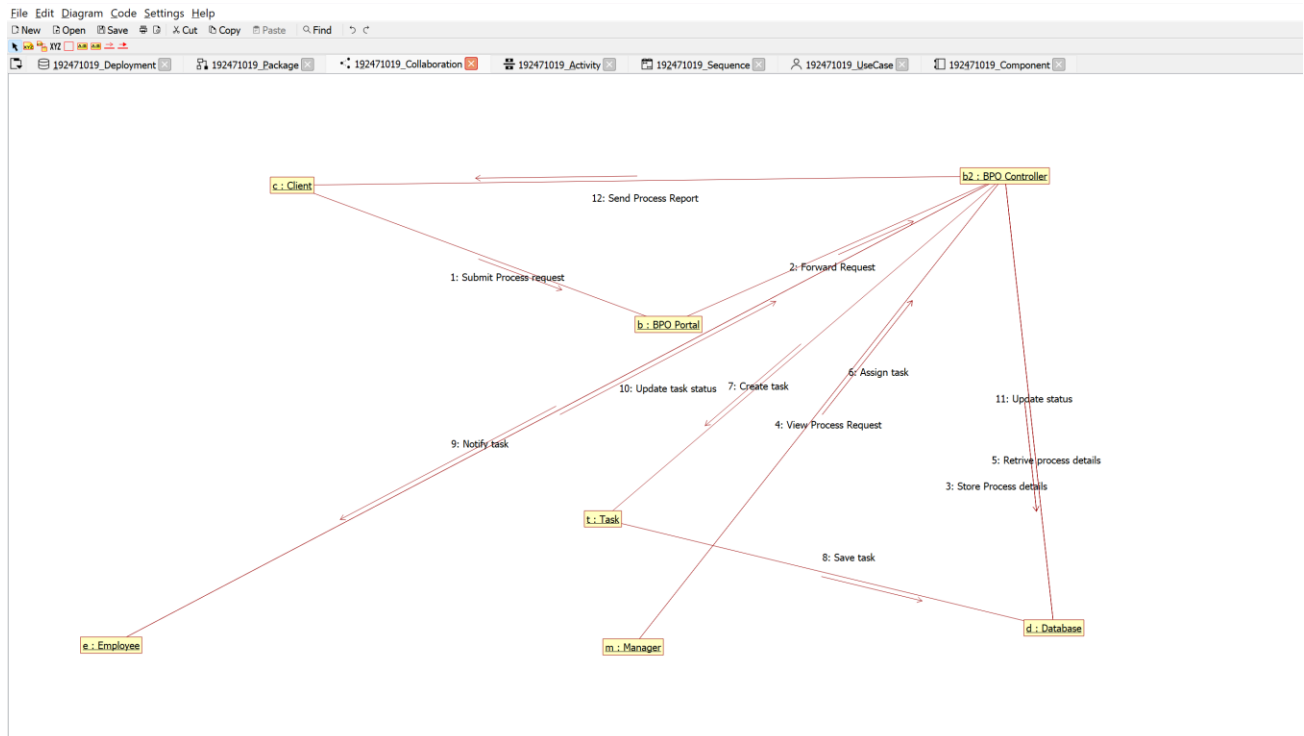 File Edit Diagram Code Settings Help
New Open Save Cut Copy Paste Find
XYZ
192471019_Deployment 192471019_Package 192471019_Collaboration 192471019_Activity 192471019_Sequence 192471019_UseCase 192471019_Component
c : Client
b2 : BPO Controller
12: Send Process Report
1: Submit Process request
2: Forward Request
b : BPO Portal
6: Assign task
10: Update task status
7: Create task
11: Update status
4: View Process Request
9: Notify task
5: Retrive process details
3: Store Process details
t : Task
8: Save task
d : Database
e : Employee
m : Manager